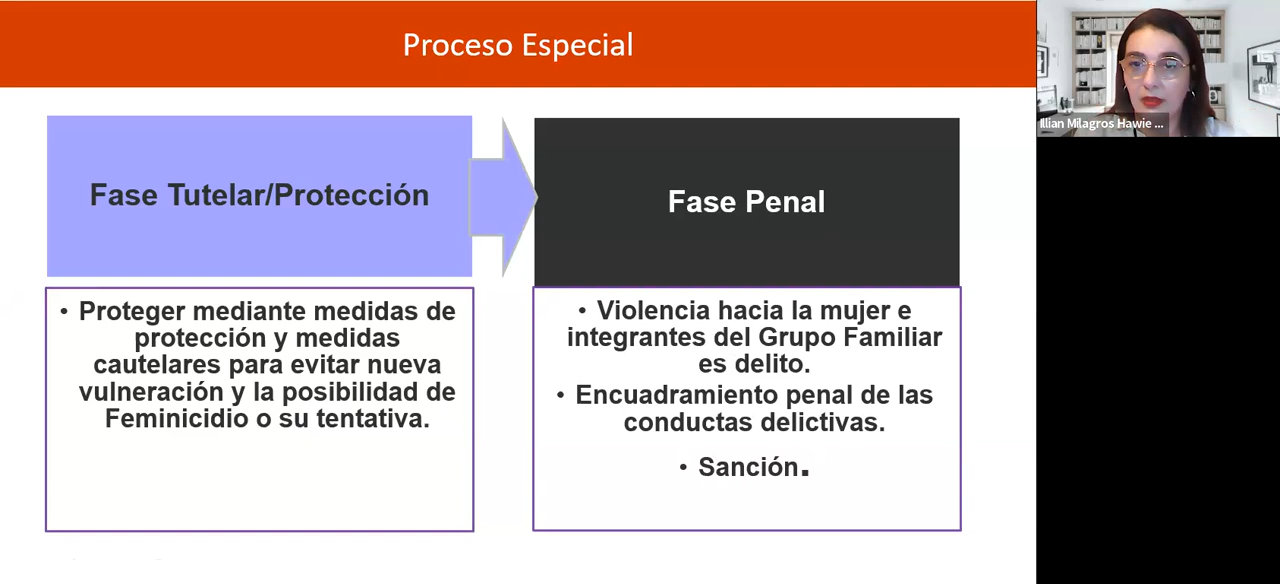 Proceso Especial
Fase Tutelar/Protección
Fase Penal
• Proteger mediante medidas de
protección y medidas
cautelares para evitar nueva
vulneración y la posibilidad de
Feminicidio o su tentativa.
• Violencia hacia la mujer e
integrantes del Grupo Familiar
es delito.
• Encuadramiento penal de las
conductas delictivas.
• Sanción.
Milagros Hawie ...